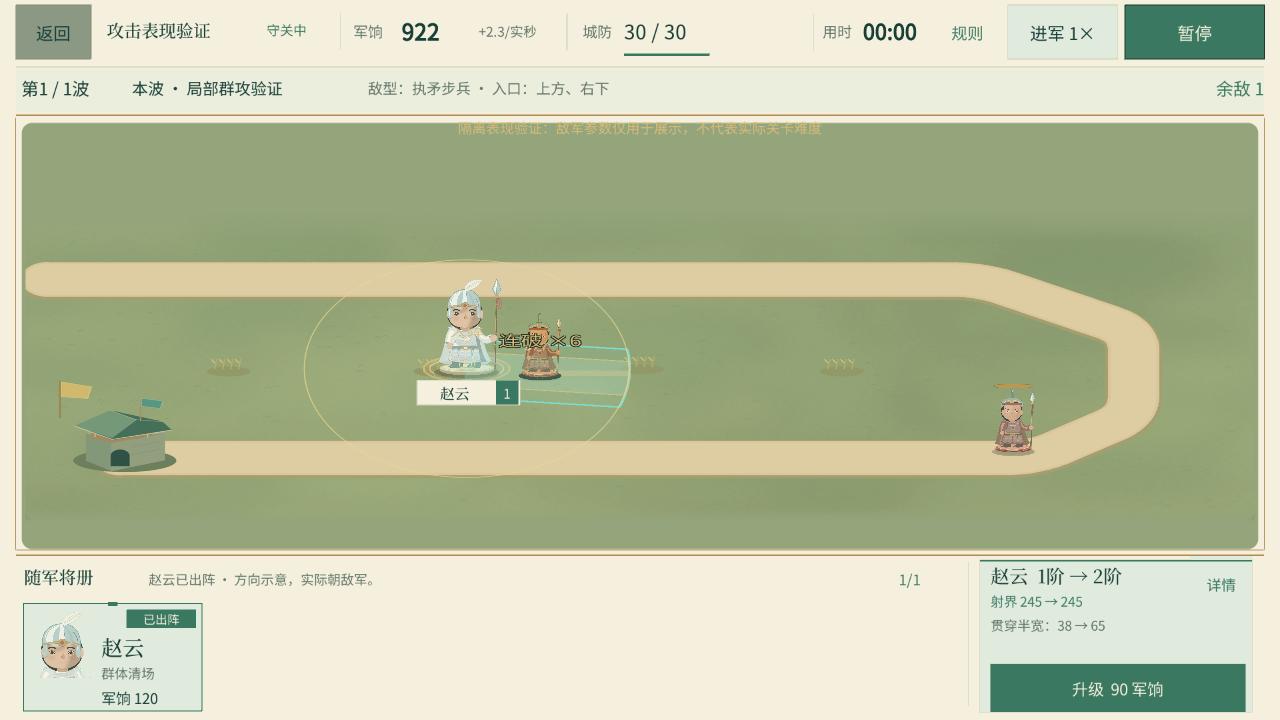 返回 攻击表现验证 守关中 军饷 922 +2.3/实秒 城防 30 / 30 用时 00:00 规则 进军 1× 暂停
第1 / 1波 本波 · 局部群攻验证 敌型：执矛步兵 · 入口：上方、右下 余敌 1
隔离表现验证：敌军参数仅用于展示，不代表实际关卡难度
连破 ×6
赵云 1
随军将册 赵云已出阵 · 方向示意，实际朝敌军。 1/1
已出阵
赵云
群体清场
军饷 120
赵云 1阶 → 2阶 详情
射界 245 → 245
贯穿半宽：38 → 65
升级 90 军饷